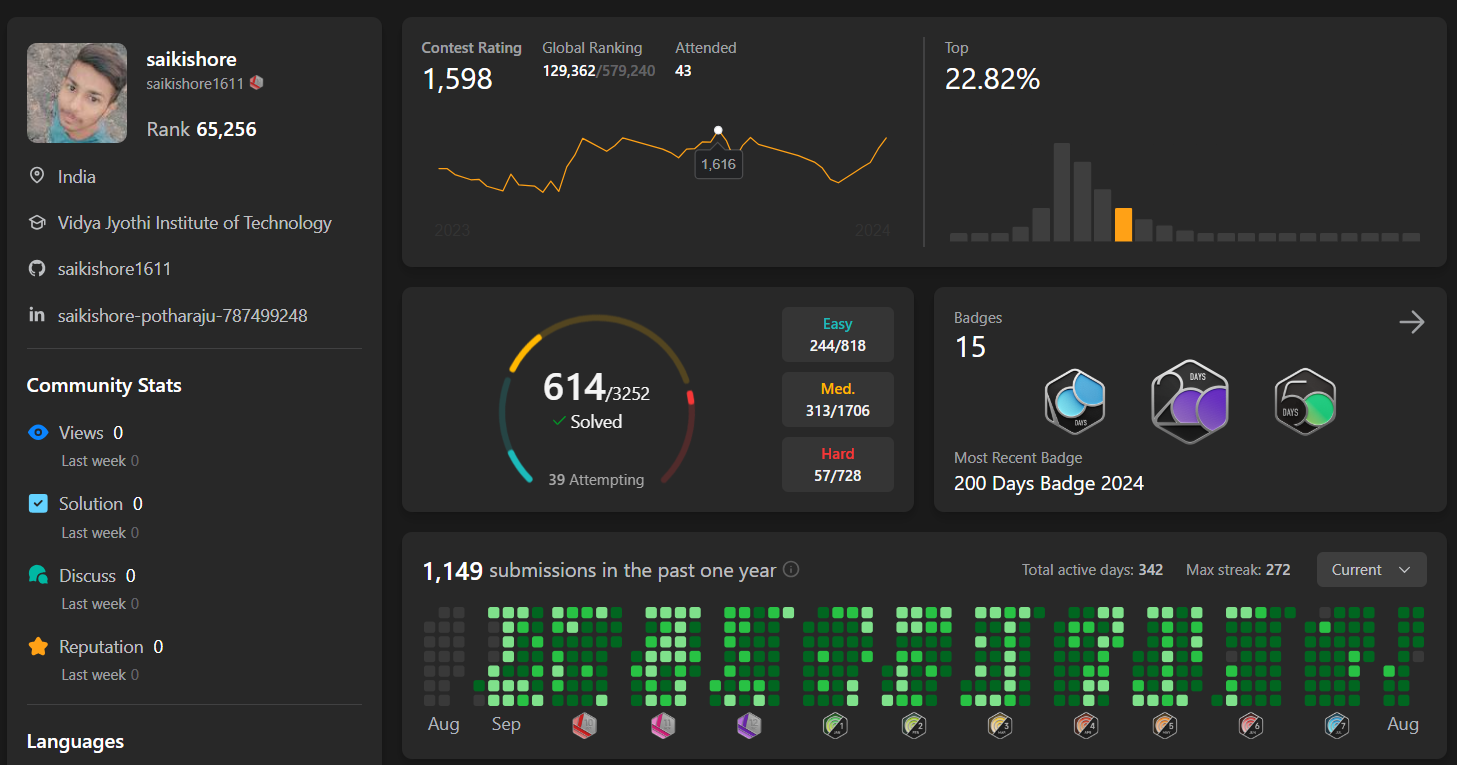 saikishore
saikishore1611
Rank 65,256
India
Vidya Jyothi Institute of Technology
saikishore1611
saikishore-potharaju-787499248
Community Stats
Views 0
Last week 0
Solution 0
Last week 0
Discuss 0
Last week 0
Reputation 0
Last week 0
Languages
Contest Rating
1,598
Global Ranking
129,362/579,240
Attended
43
1,616
2023
2024
Top
22.82%
614/3252
Solved
39 Attempting
Easy
244/818
Med.
313/1706
Hard
57/728
Badges
15
DAYS
200
DAYS
50
DAYS
Most Recent Badge
200 Days Badge 2024
1,149 submissions in the past one year
Total active days: 342
Max streak: 272
Current
Aug
Sep
Aug